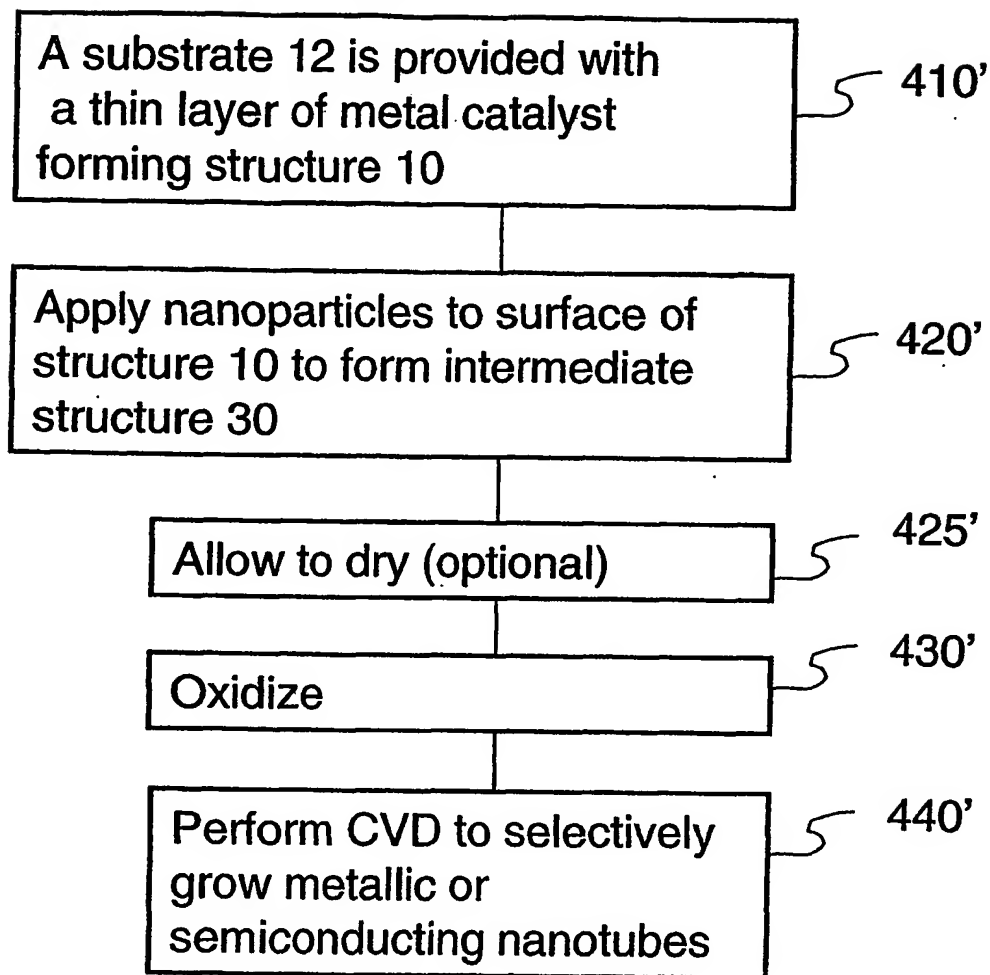 A substrate 12 is provided with
a thin layer of metal catalyst
forming structure 10
410'
Apply nanoparticles to surface of
structure 10 to form intermediate
structure 30
420'
Allow to dry (optional)
425'
Oxidize
430'
Perform CVD to selectively
grow metallic or
semiconducting nanotubes
440'